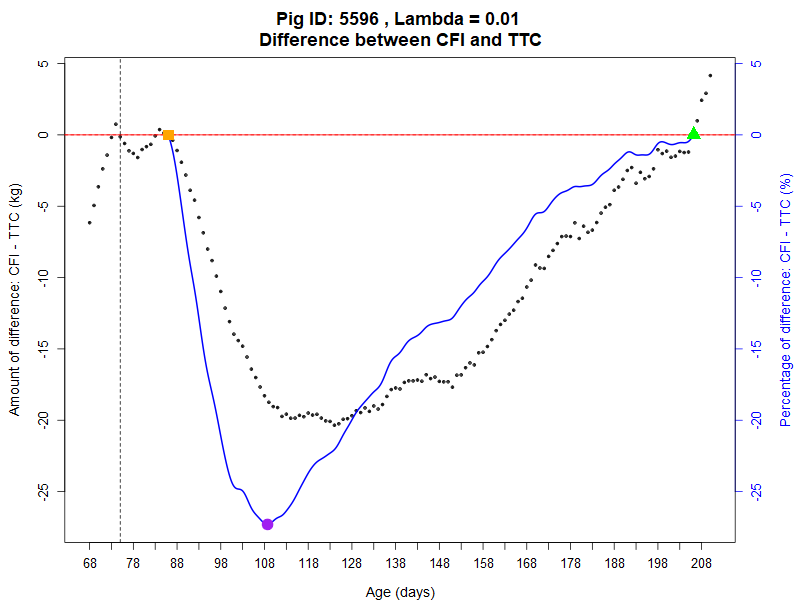 Pig ID: 5596 , Lambda = 0.01
Difference between CFI and TTC
Amount of difference: CFI - TTC (kg)
5
0
-5
-10
-15
-20
-25
5
0
-5
-10
-15
-20
-25
Percentage of difference: CFI - TTC (%)
68 78 88 98 108 118 128 138 148 158 168 178 188 198 208
Age (days)